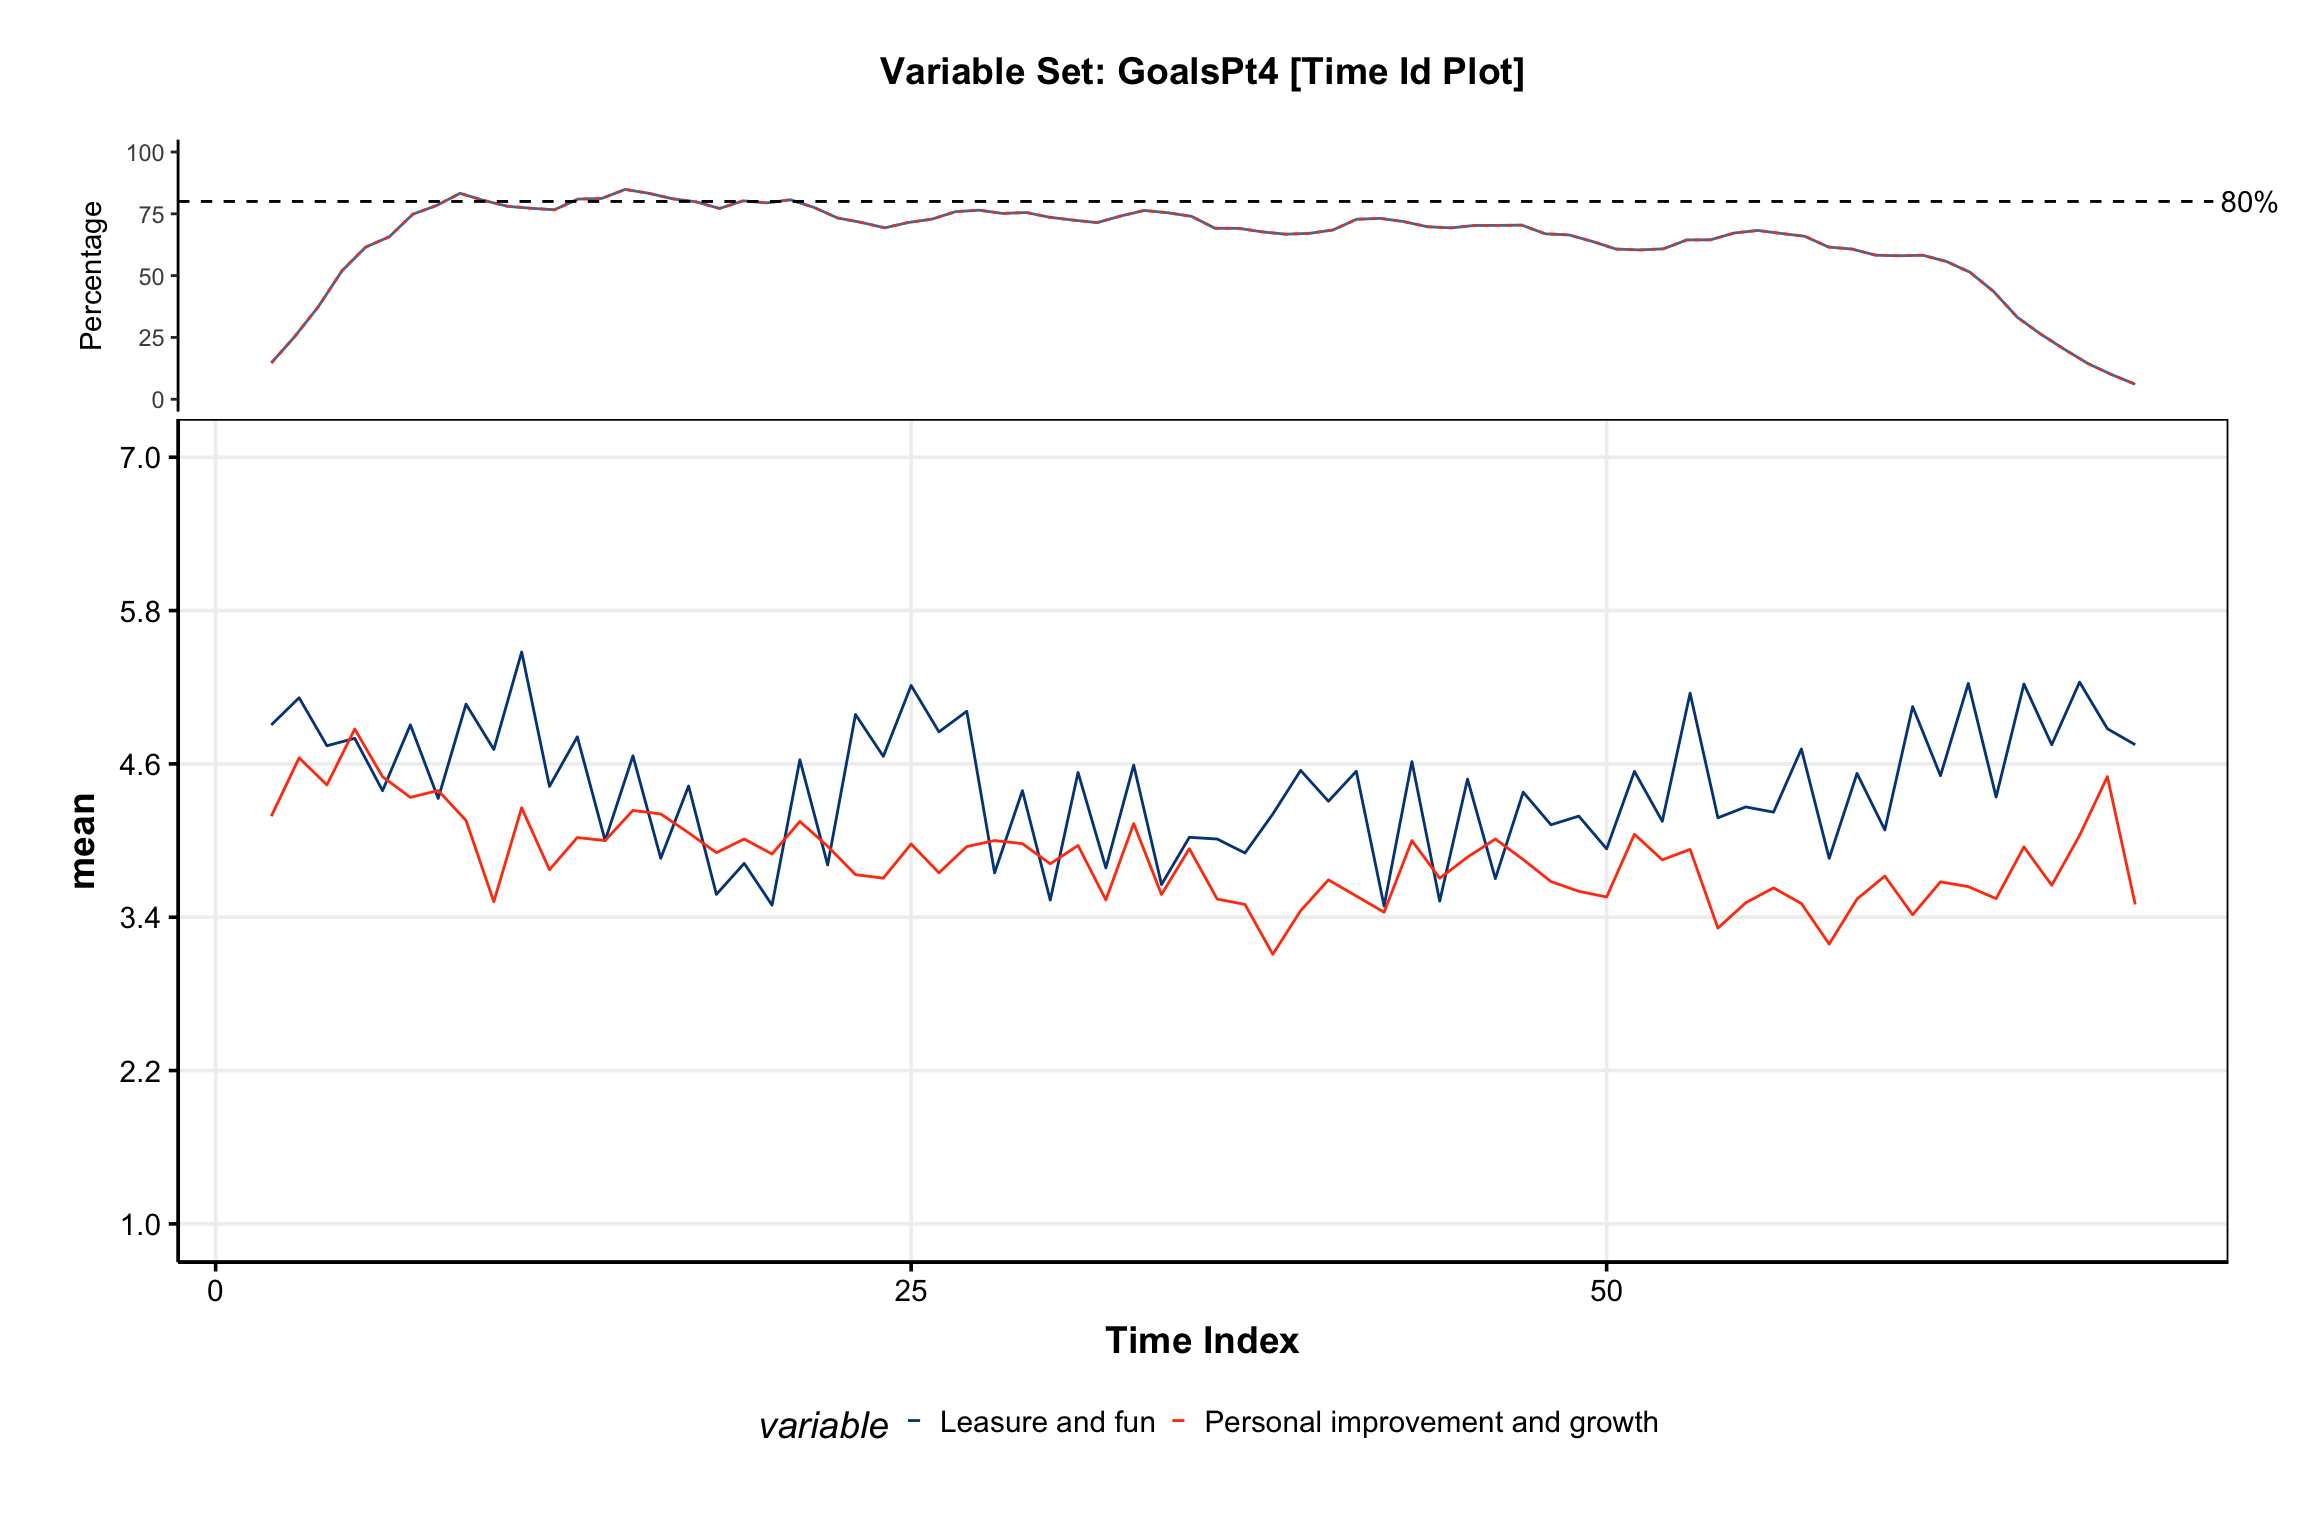 Variable Set: GoalsPt4 [Time Id Plot]
100
75
50
25
0
Percentage
80%
7.0
5.8
4.6
3.4
2.2
1.0
mean
0 25 50
Time Index
variable Leasure and fun Personal improvement and growth